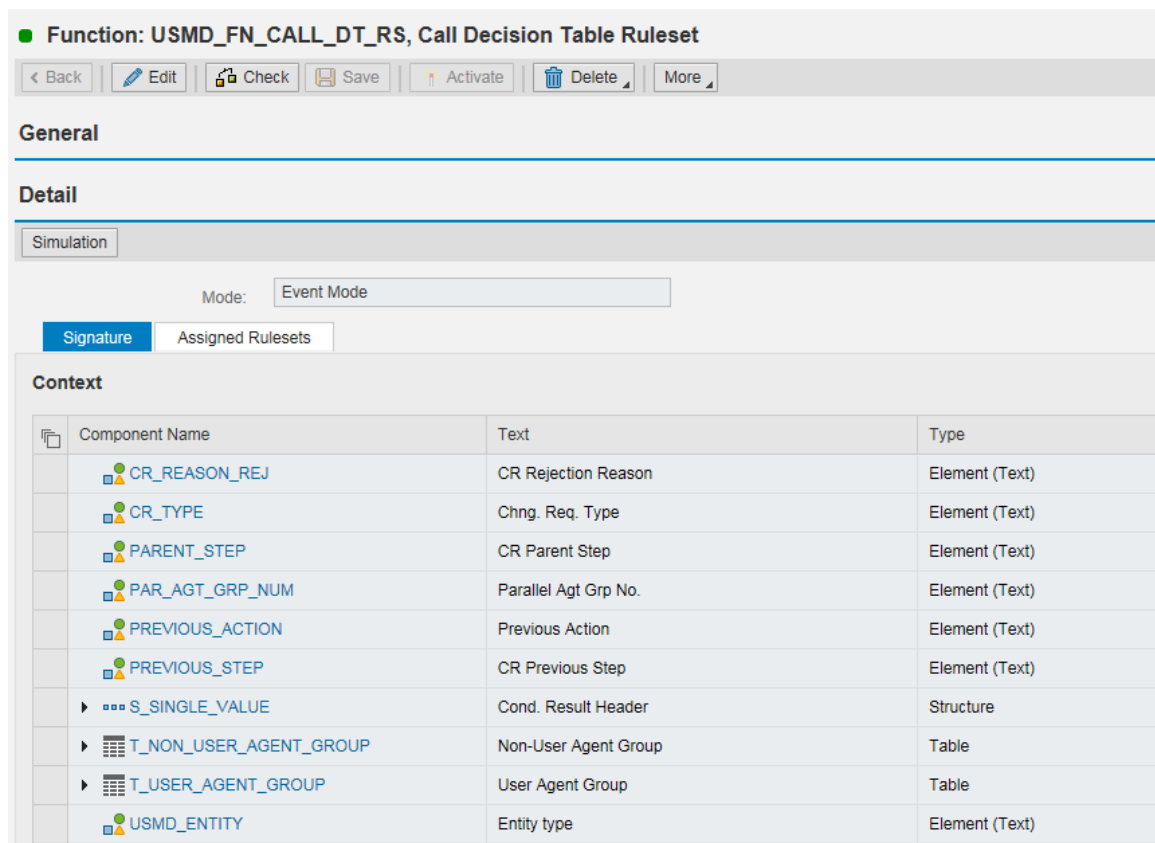 Function: USMD_FN_CALL_DT_RS, Call Decision Table Ruleset
Back Edit Check Save Activate Delete More
General
Detail
Simulation
Mode: Event Mode
Signature Assigned Rulesets
Context
Component Name Text Type
CR_REASON_REJ CR Rejection Reason Element (Text)
CR_TYPE Chng. Req. Type Element (Text)
PARENT_STEP CR Parent Step Element (Text)
PAR_AGT_GRP_NUM Parallel Agt Grp No. Element (Text)
PREVIOUS_ACTION Previous Action Element (Text)
PREVIOUS_STEP CR Previous Step Element (Text)
S_SINGLE_VALUE Cond. Result Header Structure
T_NON_USER_AGENT_GROUP Non-User Agent Group Table
T_USER_AGENT_GROUP User Agent Group Table
USMD_ENTITY Entity type Element (Text)